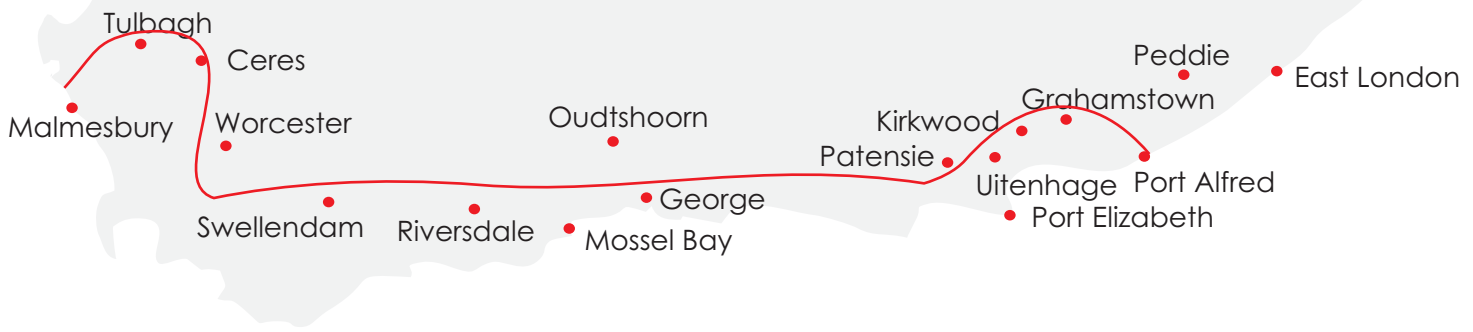 Tulbagh
Ceres
Malmesbury
Worcester
Oudtshoorn
Peddie
East London
Grahamstown
Kirkwood
Patensie
Uitenhage
Port Alfred
Port Elizabeth
George
Swellendam
Riversdale
Mossel Bay